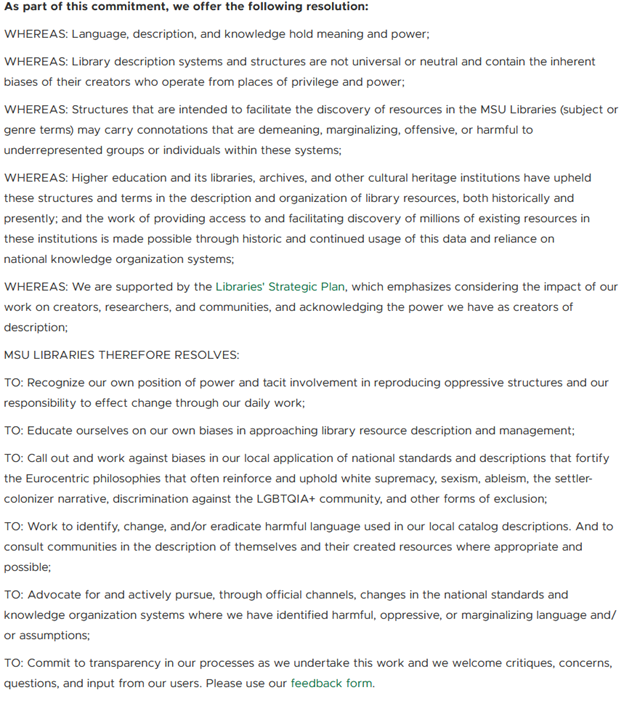 As part of this commitment, we offer the following resolution:
WHEREAS: Language, description, and knowledge hold meaning and power;
WHEREAS: Library description systems and structures are not universal or neutral and contain the inherent
biases of their creators who operate from places of privilege and power;
WHEREAS: Structures that are intended to facilitate the discovery of resources in the MSU Libraries (subject or
genre terms) may carry connotations that are demeaning, marginalizing, offensive, or harmful to
underrepresented groups or individuals within these systems;
WHEREAS: Higher education and its libraries, archives, and other cultural heritage institutions have upheld
these structures and terms in the description and organization of library resources, both historically and
presently; and the work of providing access to and facilitating discovery of millions of existing resources in
these institutions is made possible through historic and continued usage of this data and reliance on
national knowledge organization systems;
WHEREAS: We are supported by the Libraries' Strategic Plan, which emphasizes considering the impact of our
work on creators, researchers, and communities, and acknowledging the power we have as creators of
description;
MSU LIBRARIES THEREFORE RESOLVES:
TO: Recognize our own position of power and tacit involvement in reproducing oppressive structures and our
responsibility to effect change through our daily work;
TO: Educate ourselves on our own biases in approaching library resource description and management;
TO: Call out and work against biases in our local application of national standards and descriptions that fortify
the Eurocentric philosophies that often reinforce and uphold white supremacy, sexism, ableism, the settler-
colonizer narrative, discrimination against the LGBTQIA+ community, and other forms of exclusion;
TO: Work to identify, change, and/or eradicate harmful language used in our local catalog descriptions. And to
consult communities in the description of themselves and their created resources where appropriate and
possible;
TO: Advocate for and actively pursue, through official channels, changes in the national standards and
knowledge organization systems where we have identified harmful, oppressive, or marginalizing language and/
or assumptions;
TO: Commit to transparency in our processes as we undertake this work and we welcome critiques, concerns,
questions, and input from our users. Please use our feedback form.